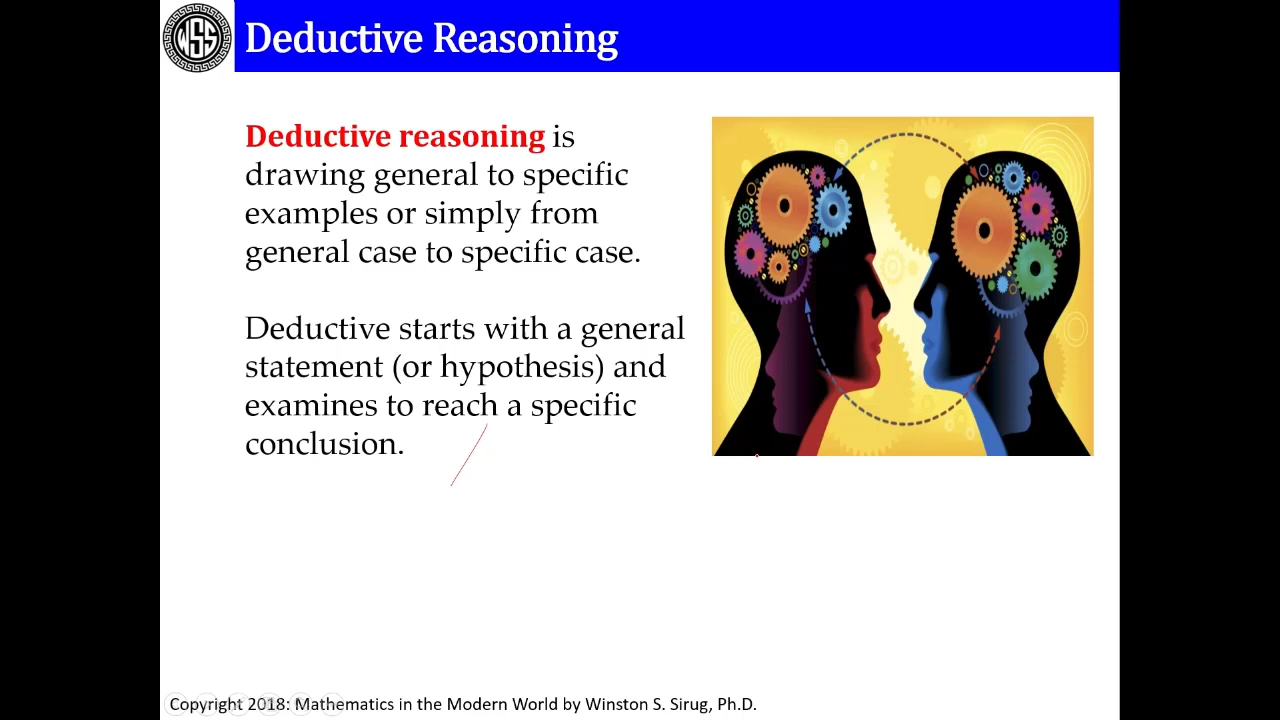 WSS
Deductive Reasoning
Deductive reasoning is
drawing general to specific
examples or simply from
general case to specific case.
Deductive starts with a general
statement (or hypothesis) and
examines to reach a specific
conclusion.
Copyright 2018: Mathematics in the Modern World by Winston S. Sirug, Ph.D.